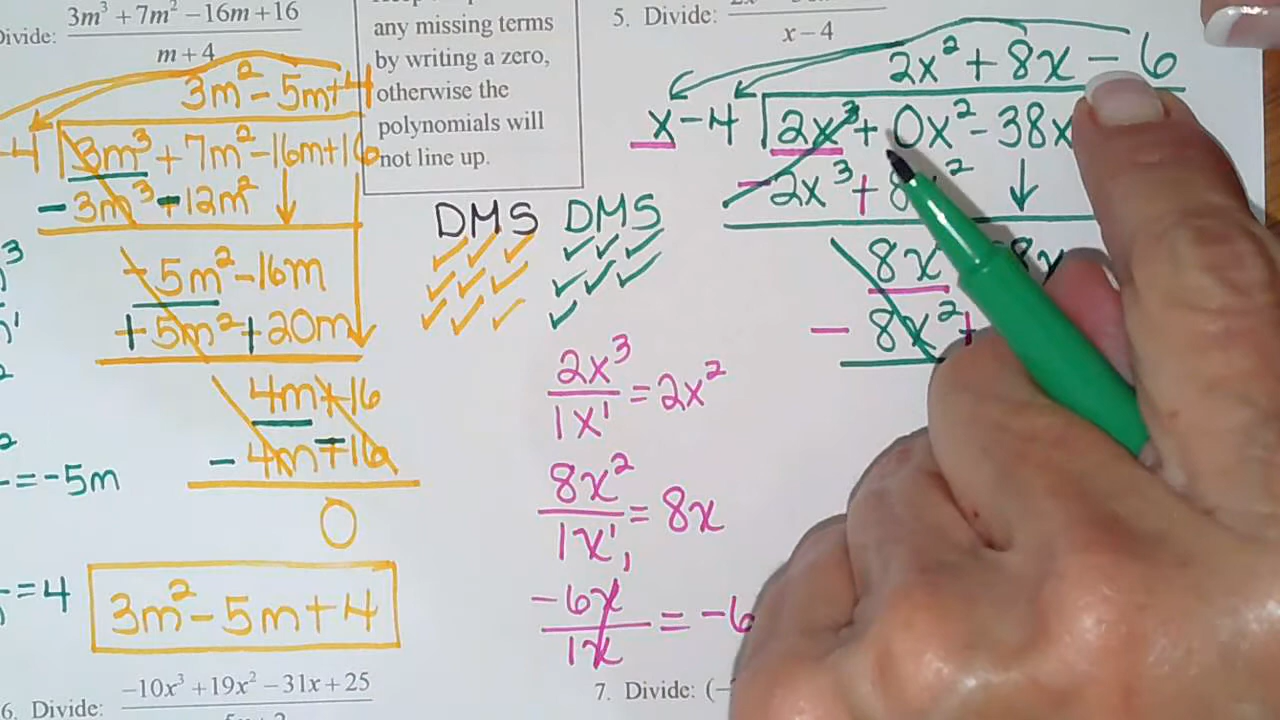 Divide: 3m³ + 7m² − 16m + 16
m + 4
3m² − 5m + 4
4 3m³ + 7m² − 16m + 16
− 3m³ + 12m²
− 5m² − 16m
+ 5m² + 20m
4m + 16
− 4m + 16
0
3m² − 5m + 4
= −5m
= 4
any missing terms
by writing a zero,
otherwise the
polynomials will
not line up.
DMS DMS
5. Divide:
x − 4
2x² + 8x − 6
x − 4 2x³ + 0x² − 38x
− 2x³ + 8x²
8x
− 8x² +
2x³
1x¹ = 2x²
8x²
1x¹ = 8x
−6x
1x = −6
6. Divide: −10x³ + 19x² − 31x + 25
7. Divide: (−